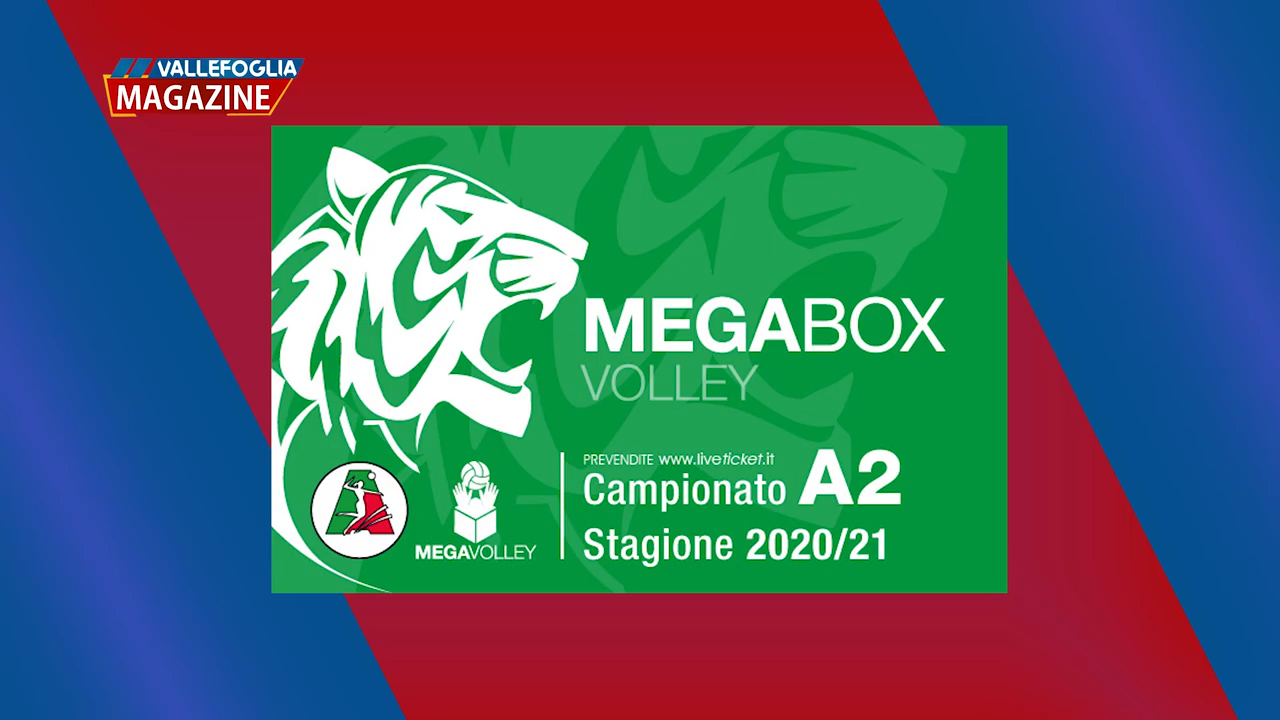 VALLEFOGLIA
MAGAZINE
MEGABOX
VOLLEY
PREVENDITE www.liveticket.it
Campionato A2
Stagione 2020/21
MEGAVOLLEY